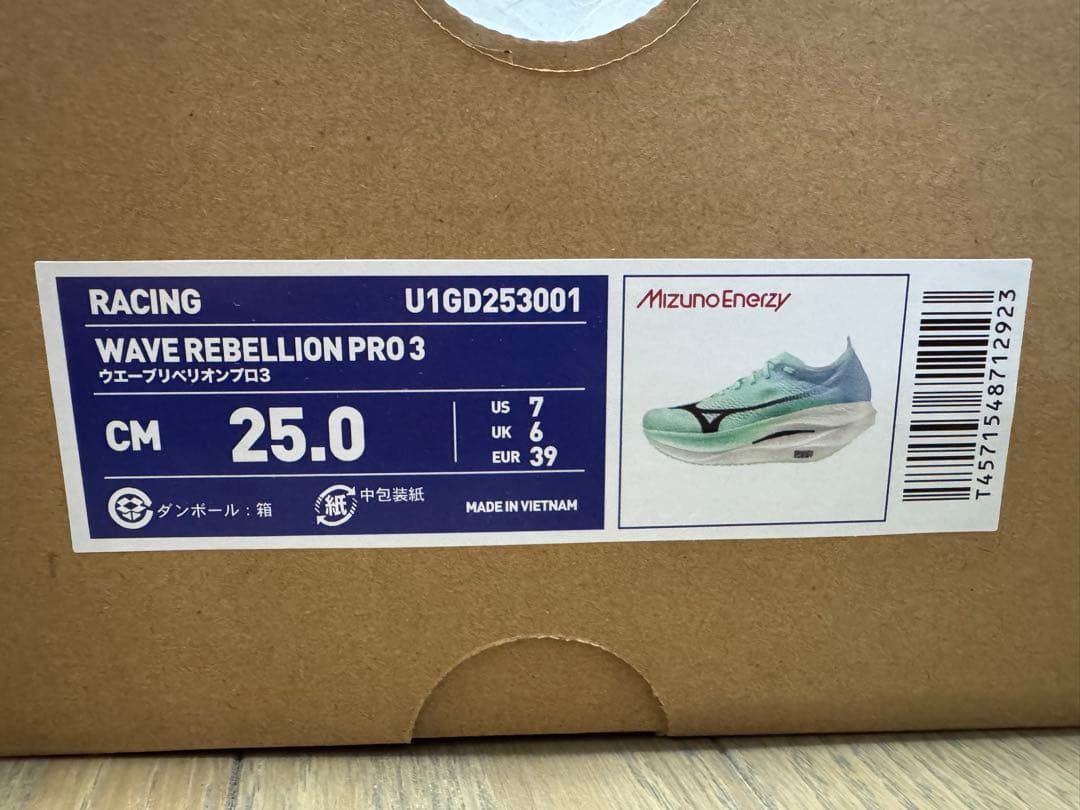 RACING U1GD253001
WAVE REBELLION PRO 3
ウエーブリベリオンプロ3
CM 25.0
US 7
UK 6
EUR 39
ダンボール：箱
紙 中包装紙
MADE IN VIETNAM
MIZUNO ENERZY
T4571548712923